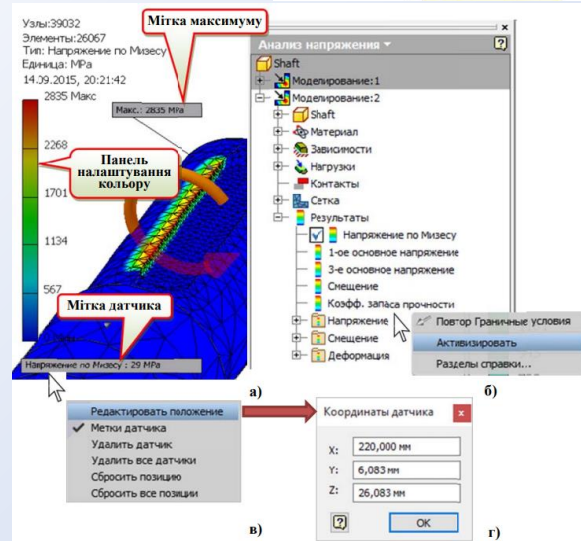 Узлы:39032
Элементы:26067
Тип: Напряжение по Мизесу
Единица: MPa
14.09.2015, 20:21:42
2835 Макс
2268
1701
1134
567
Мітка максимуму
Макс.: 2835 MPa
Панель
налаштування
кольору
Мітка датчика
Напряжение по Мизесу : 29 MPa
а)
Анализ напряжения
Shaft
Моделирование:1
Моделирование:2
Shaft
Материал
Зависимости
Нагрузки
Контакты
Сетка
Результаты
Напряжение по Мизесу
1-ое основное напряжение
3-е основное напряжение
Смещение
Коэфф. запаса прочности
Напряжение
Смещение
Деформация
Повтор Граничные условия
Активизировать
Разделы справки...
б)
Редактировать положение
Метки датчика
Удалить датчик
Удалить все датчики
Сбросить позицию
Сбросить все позиции
в)
Координаты датчика
X: 220,000 мм
Y: 6,083 мм
Z: 26,083 мм
OK
г)